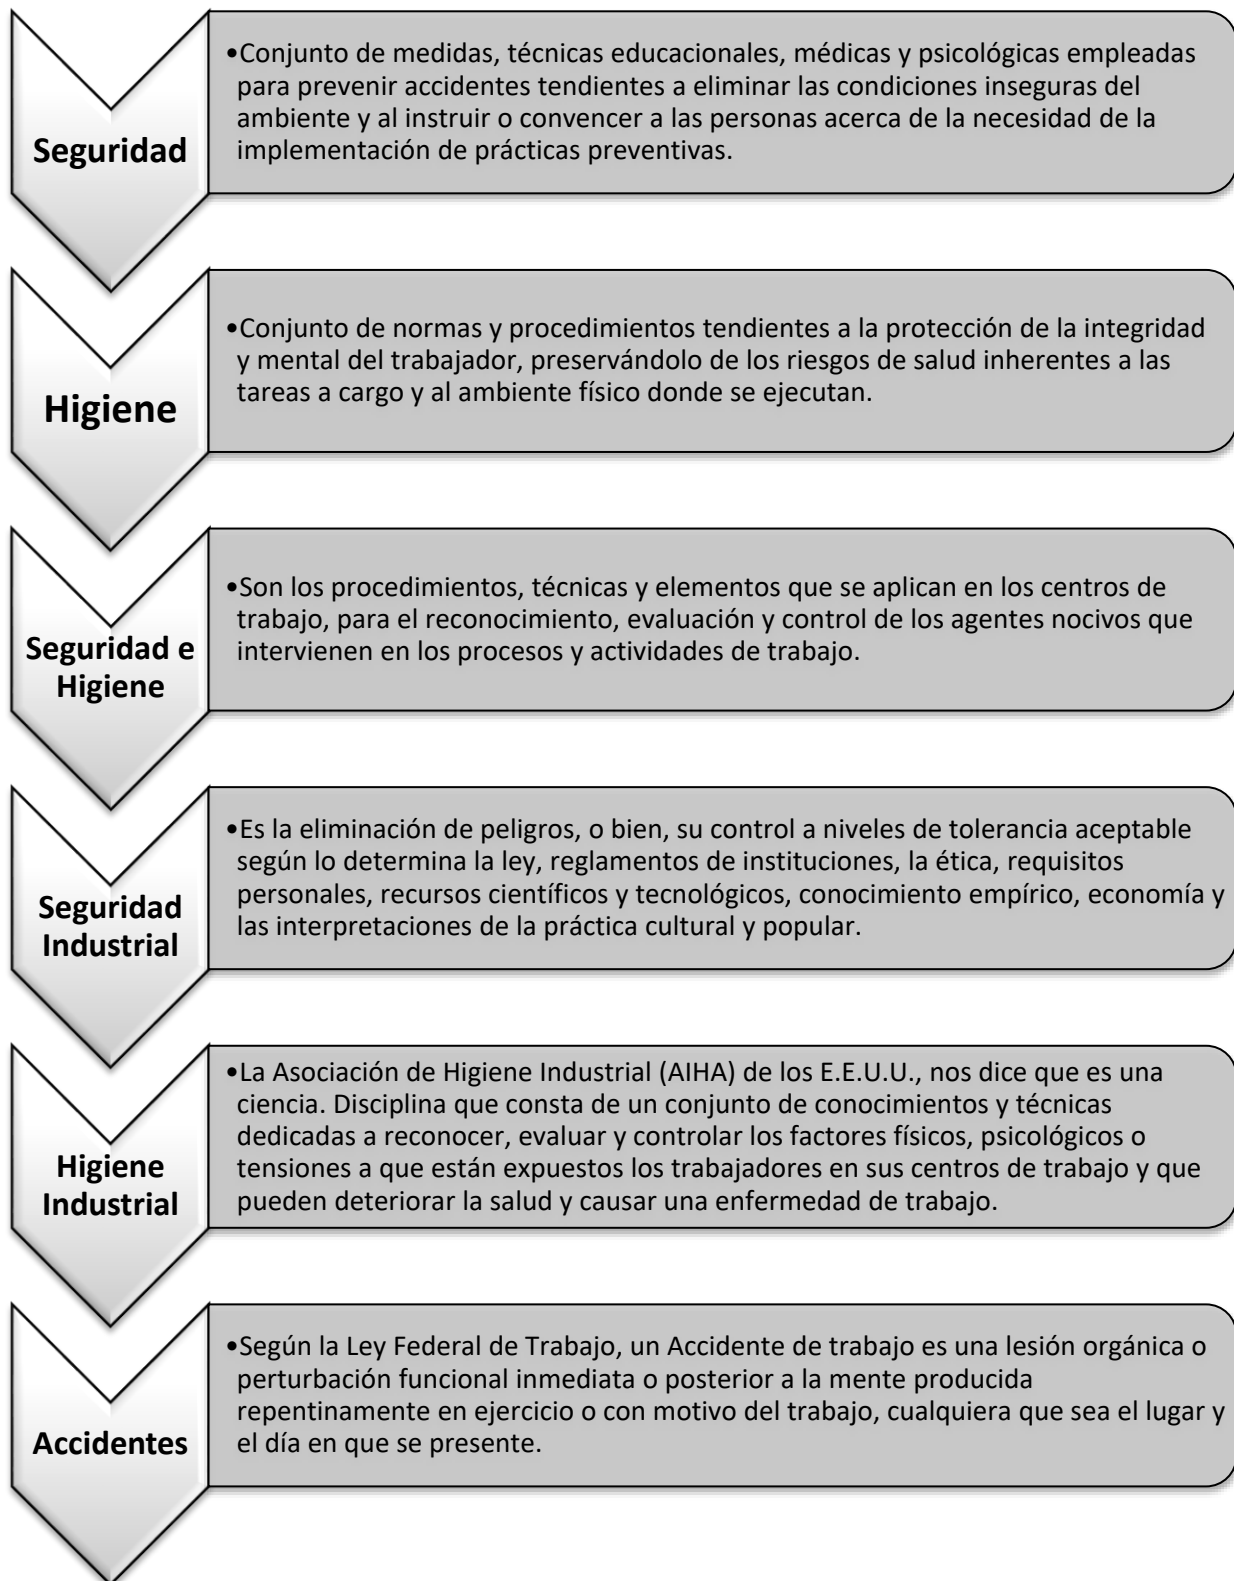 Seguridad
•Conjunto de medidas, técnicas educacionales, médicas y psicológicas empleadas
para prevenir accidentes tendientes a eliminar las condiciones inseguras del
ambiente y al instruir o convencer a las personas acerca de la necesidad de la
implementación de prácticas preventivas.
Higiene
•Conjunto de normas y procedimientos tendientes a la protección de la integridad
y mental del trabajador, preservándolo de los riesgos de salud inherentes a las
tareas a cargo y al ambiente físico donde se ejecutan.
Seguridad e
Higiene
•Son los procedimientos, técnicas y elementos que se aplican en los centros de
trabajo, para el reconocimiento, evaluación y control de los agentes nocivos que
intervienen en los procesos y actividades de trabajo.
Seguridad
Industrial
•Es la eliminación de peligros, o bien, su control a niveles de tolerancia aceptable
según lo determina la ley, reglamentos de instituciones, la ética, requisitos
personales, recursos científicos y tecnológicos, conocimiento empírico, economía y
las interpretaciones de la práctica cultural y popular.
Higiene
Industrial
•La Asociación de Higiene Industrial (AIHA) de los E.E.U.U., nos dice que es una
ciencia. Disciplina que consta de un conjunto de conocimientos y técnicas
dedicadas a reconocer, evaluar y controlar los factores físicos, psicológicos o
tensiones a que están expuestos los trabajadores en sus centros de trabajo y que
pueden deteriorar la salud y causar una enfermedad de trabajo.
Accidentes
•Según la Ley Federal de Trabajo, un Accidente de trabajo es una lesión orgánica o
perturbación funcional inmediata o posterior a la mente producida
repentinamente en ejercicio o con motivo del trabajo, cualquiera que sea el lugar y
el día en que se presente.